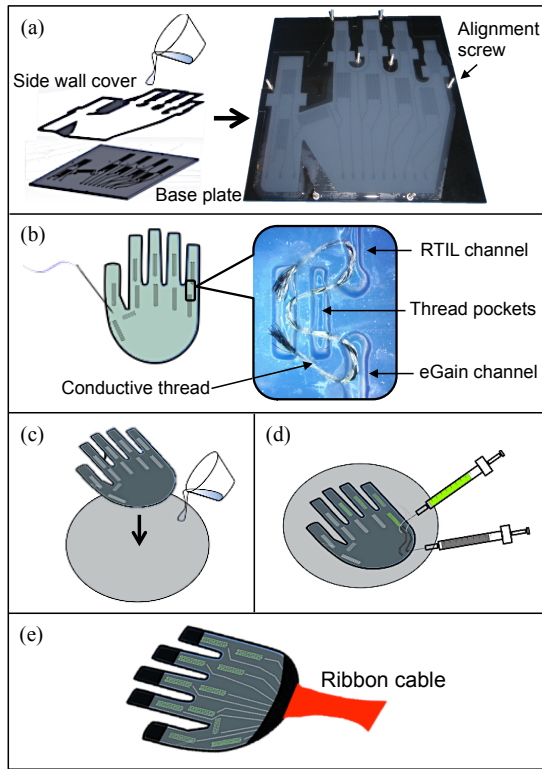 (a)
Side wall cover
Base plate
Alignment
screw
(b)
RTIL channel
Thread pockets
Conductive thread
eGain channel
(c)
(d)
(e)
Ribbon cable